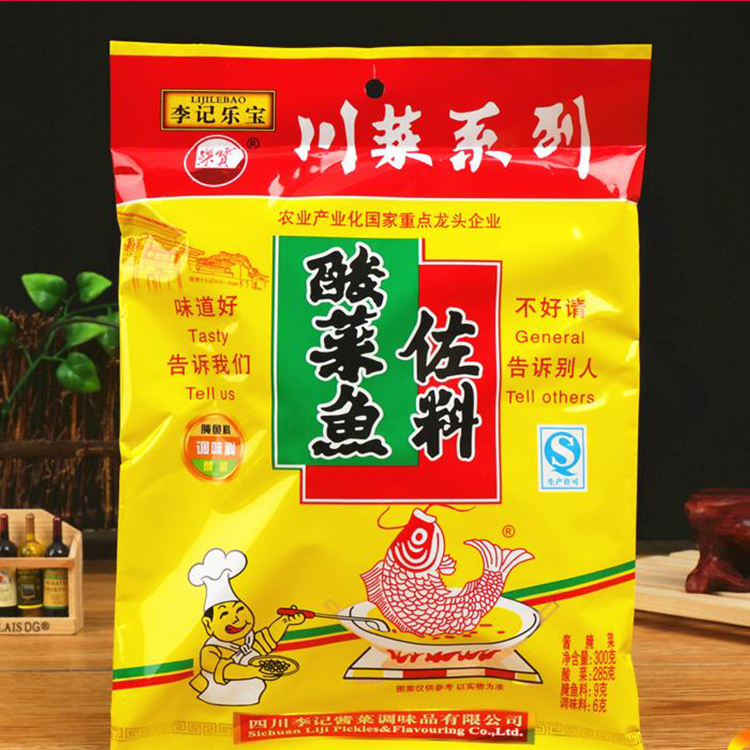 LIJILEBAO
李记乐宝
乐宝
®
川菜系列
农业产业化国家重点龙头企业
味道好
Tasty
告诉我们
Tell us
酸菜鱼
佐料
不好请
General
告诉别人
Tell others
腌鱼料
调味料
QS
生产许可
®
酱腌菜
净含量:300克
酸菜:285克
腌鱼料:9克
调味料:6克
图案仅供参考 以实物为准
四川李记酱菜调味品有限公司
Sichuan Liji Pickles&Flavouring Co.,Ltd.
LAIS DG®